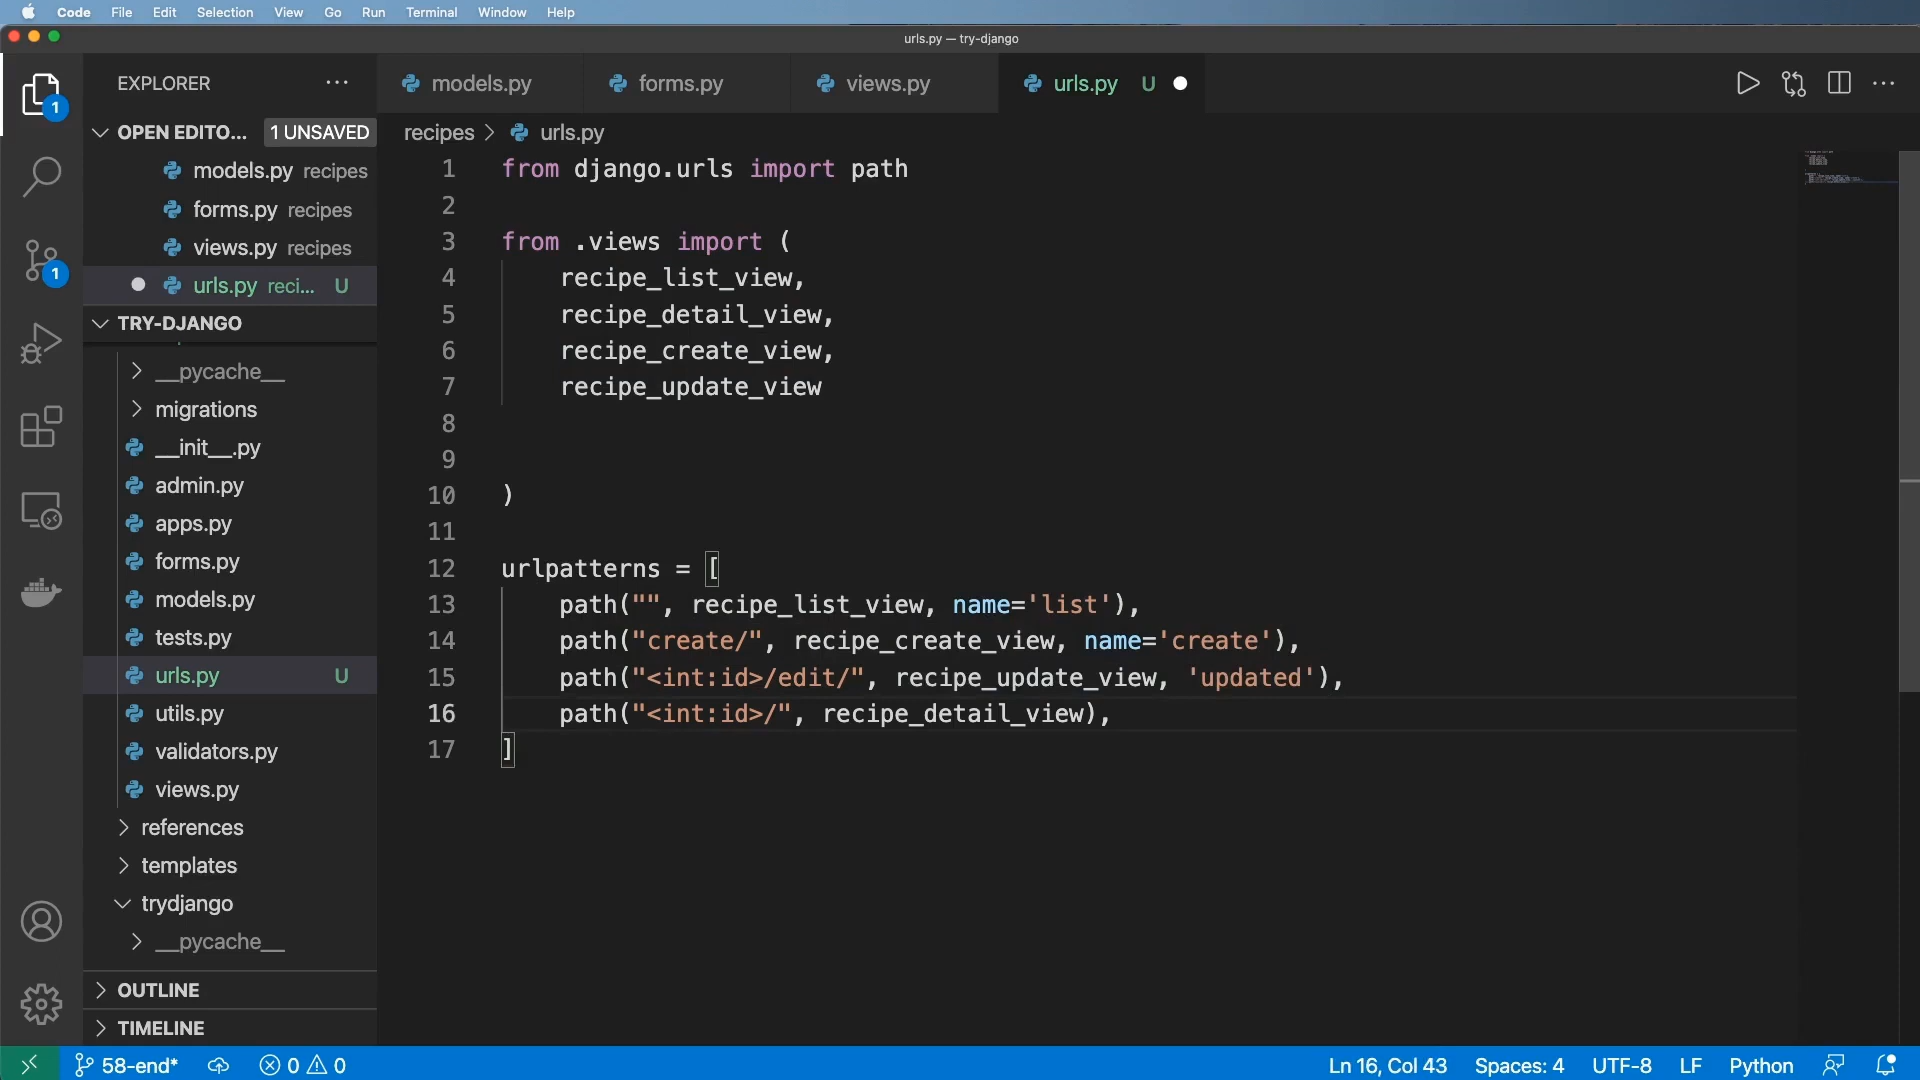 Code File Edit Selection View Go Run Terminal Window Help
urls.py — try-django
EXPLORER
models.py
forms.py
views.py
urls.py U
OPEN EDITO... 1 UNSAVED
models.py recipes
forms.py recipes
views.py recipes
urls.py reci... U
TRY-DJANGO
__pycache__
migrations
__init__.py
admin.py
apps.py
forms.py
models.py
tests.py
urls.py U
utils.py
validators.py
views.py
references
templates
trydjango
__pycache__
OUTLINE
TIMELINE
1
1
recipes > urls.py
1 from django.urls import path
2
3 from .views import (
4 recipe_list_view,
5 recipe_detail_view,
6 recipe_create_view,
7 recipe_update_view
8
9
10 )
11
12 urlpatterns = [
13 path("", recipe_list_view, name='list'),
14 path("create/", recipe_create_view, name='create'),
15 path("<int:id>/edit/", recipe_update_view, 'updated'),
16 path("<int:id>/", recipe_detail_view),
17 ]
58-end* 0 0 Ln 16, Col 43 Spaces: 4 UTF-8 LF Python